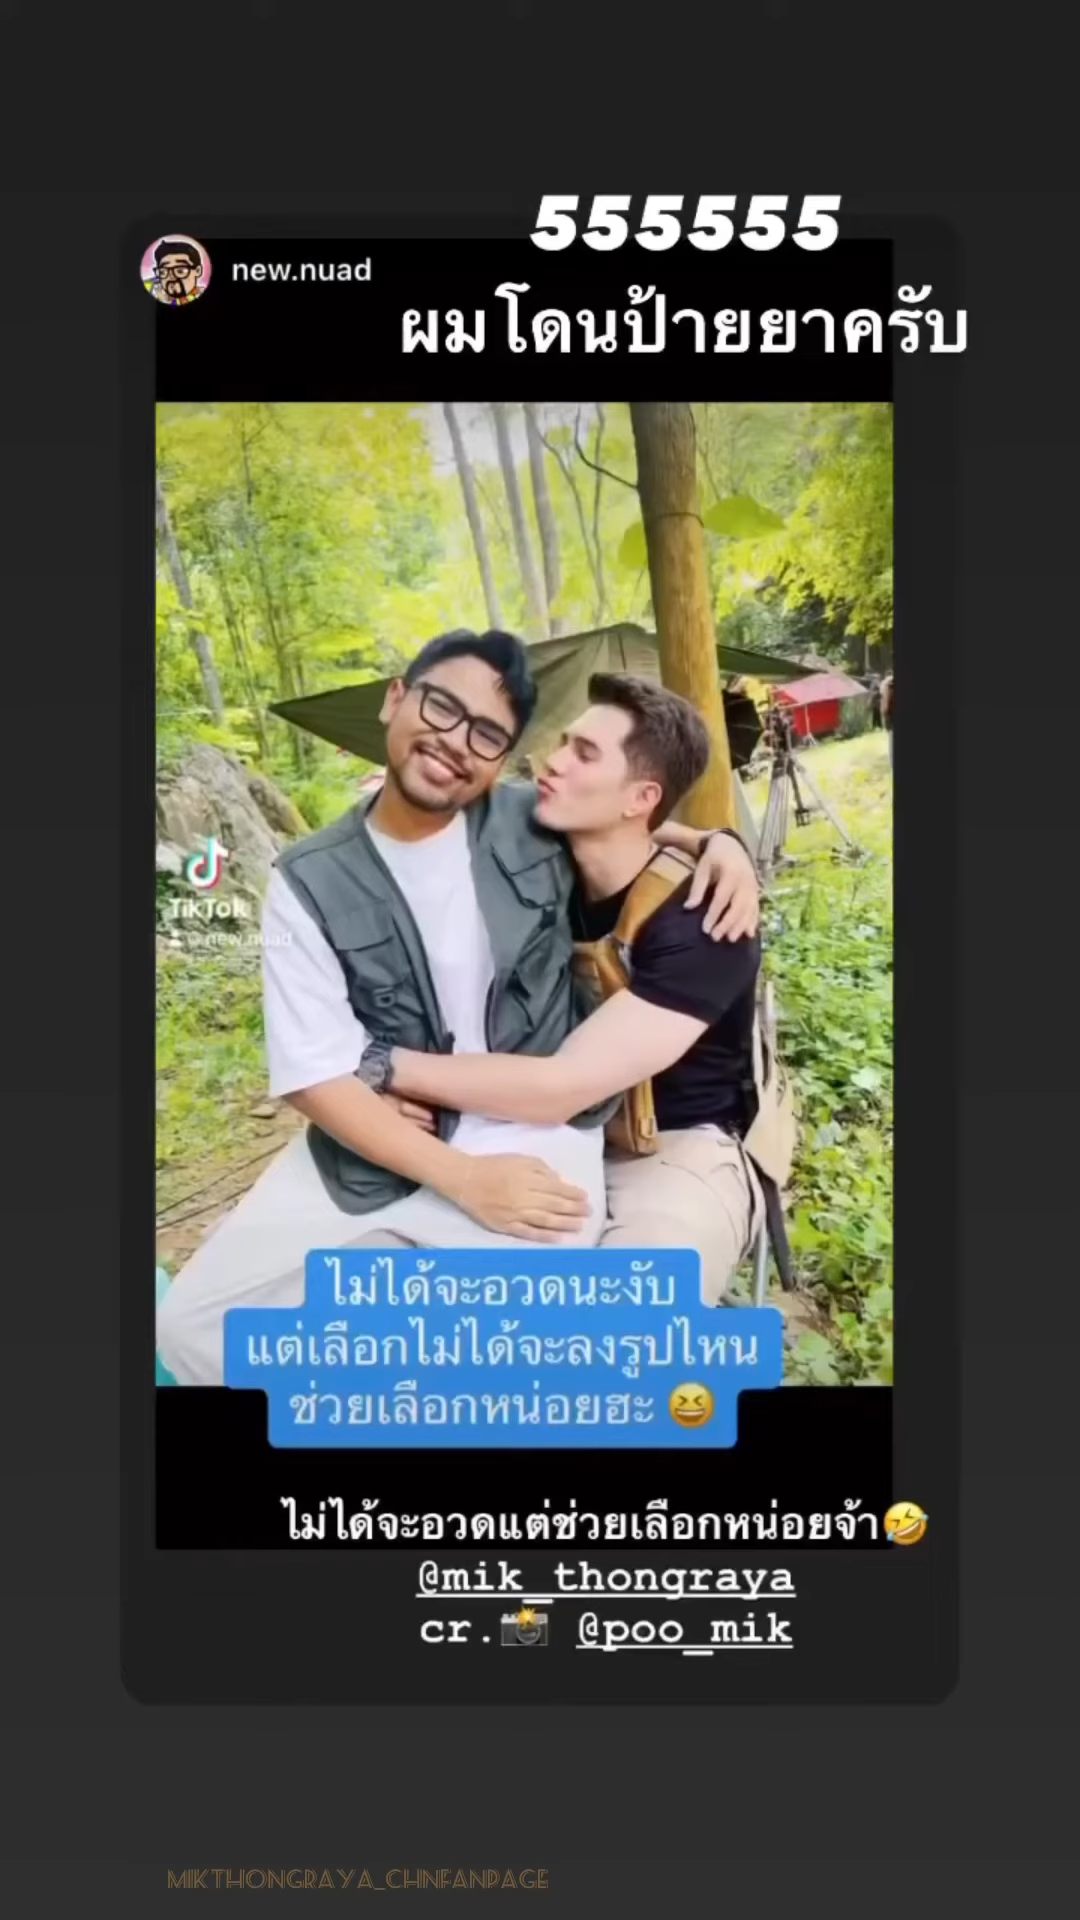 555555
new.nuad
ผมโดนป้ายยาครับ
TikTok
@new.nuad
ไม่ได้จะอวดนะงับ
แต่เลือกไม่ได้จะลงรูปไหน
ช่วยเลือกหน่อยฮะ 😆
ไม่ได้จะอวดแต่ช่วยเลือกหน่อยจ้า🤣
@mik_thongraya
cr.📸 @poo_mik
MIKTHONGRAYA_CHNFANPAGE